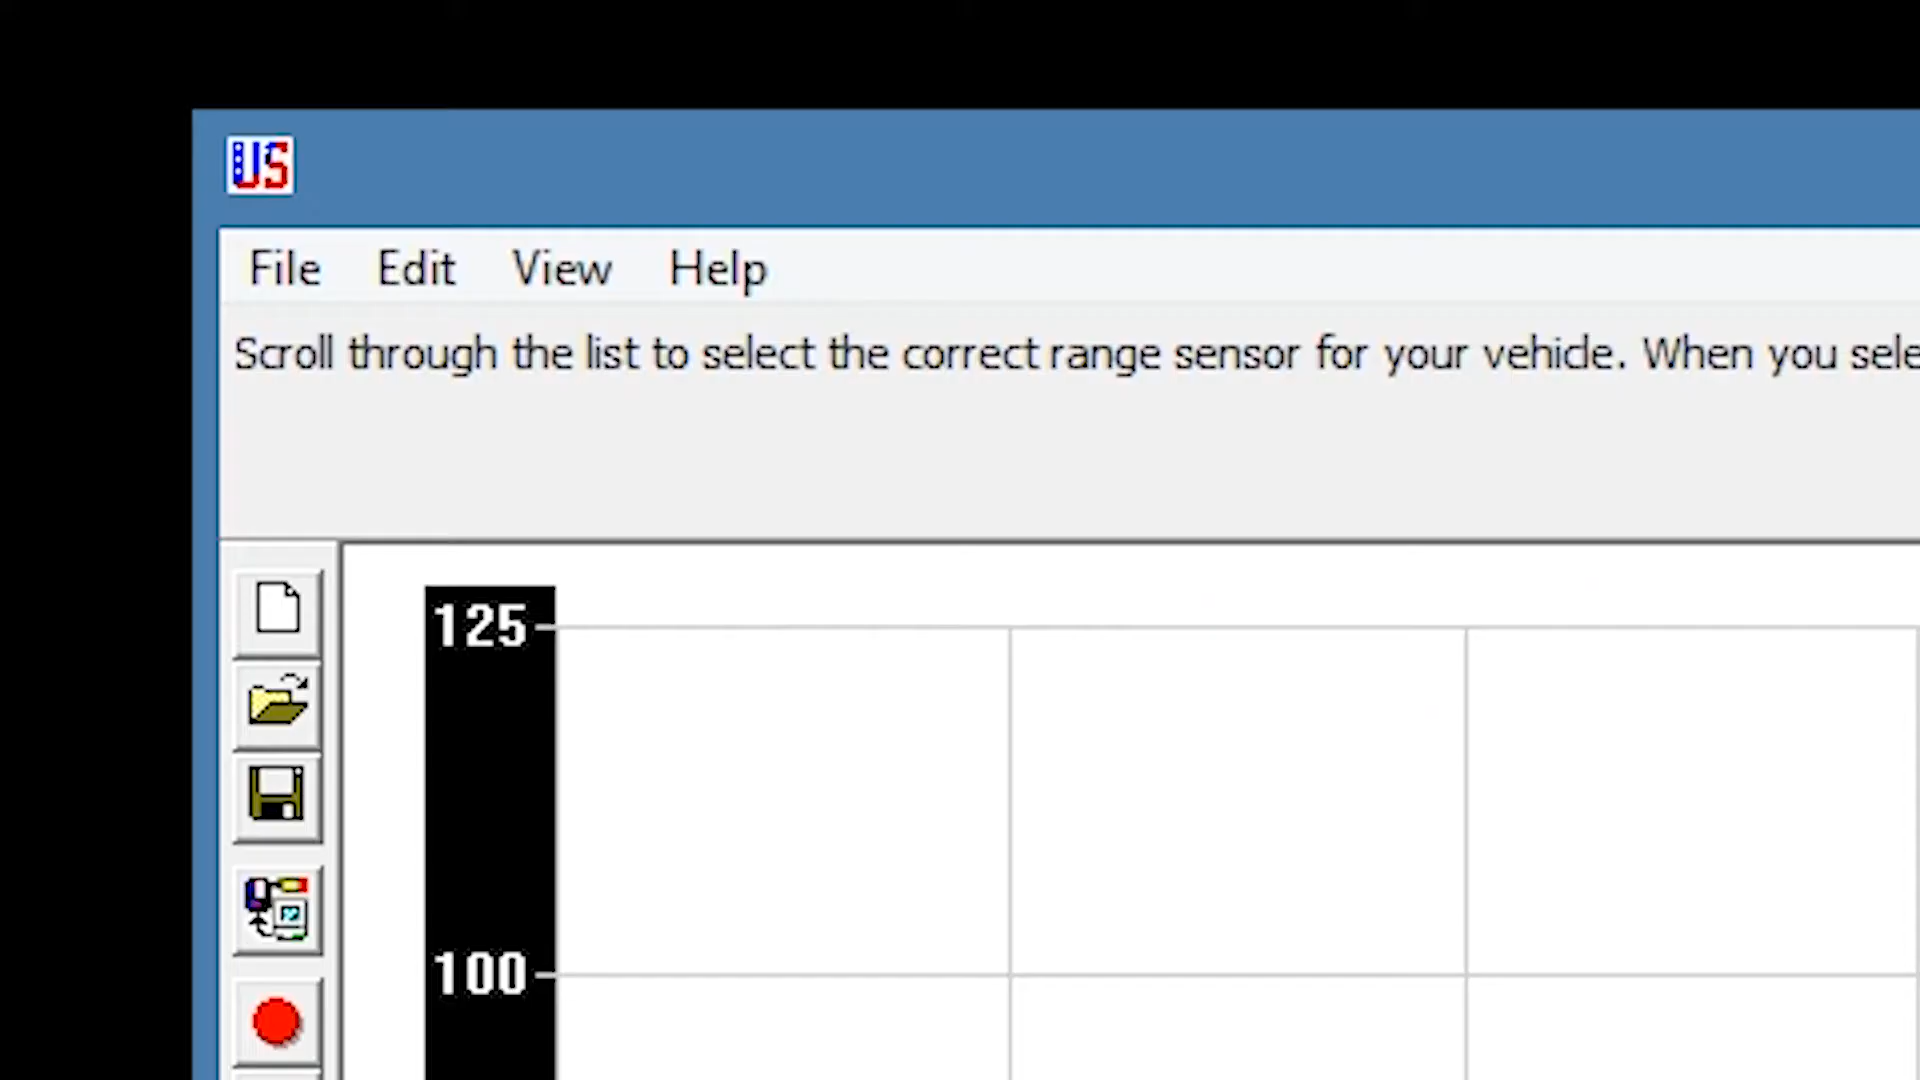 US
File Edit View Help
Scroll through the list to select the correct range sensor for your vehicle. When you sele
125
100